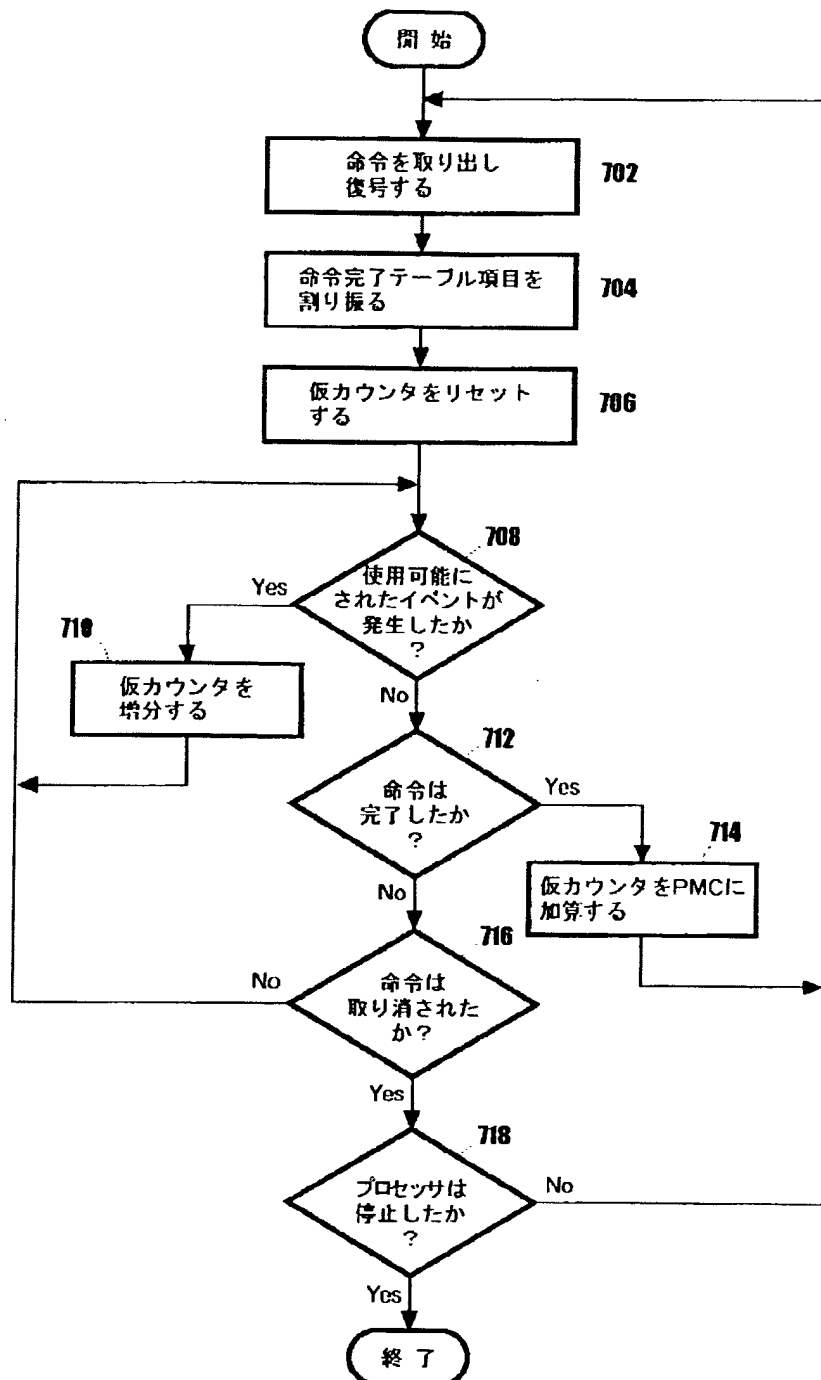 開始
命令を取り出し
復号する
702
命令完了テーブル項目を
割り振る
704
仮カウンタをリセット
する
706
708
使用可能に
されたイベントが
発生したか
?
Yes
710
仮カウンタを
増分する
No
712
命令は
完了したか
?
Yes
714
仮カウンタをPMCに
加算する
No
716
命令は
取り消された
か?
No
Yes
718
プロセッサは
停止したか
?
No
Yes
終了